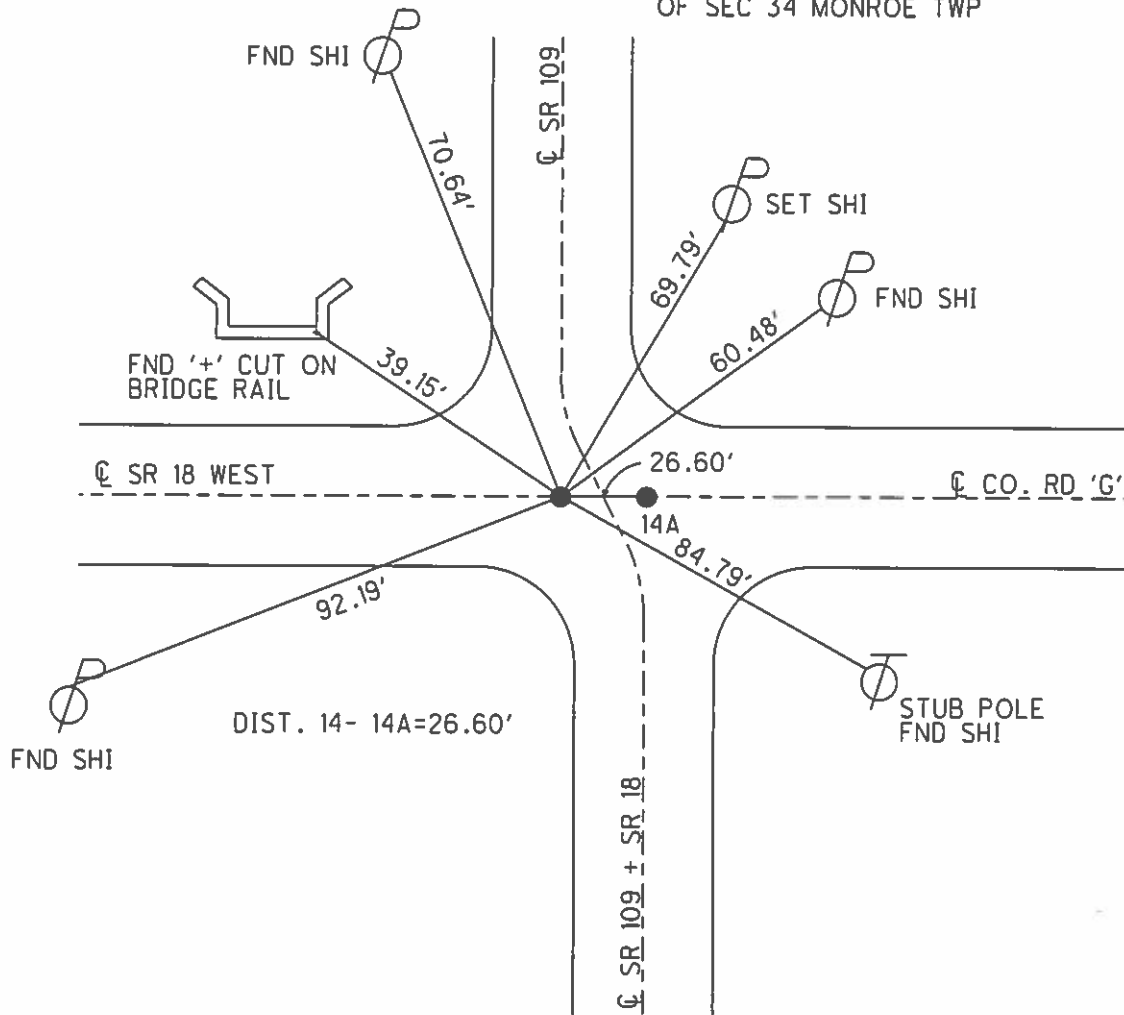 OF SEC 34 MONROE TWP
FND SHI
℄ SR 109
70.64'
SET SHI
69.79'
FND SHI
60.48'
FND '+' CUT ON
BRIDGE RAIL
39.15'
℄ SR 18 WEST
26.60'
℄ CO. RD 'G'
14A
84.79'
92.19'
STUB POLE
FND SHI
DIST. 14- 14A=26.60'
FND SHI
℄ SR 109 + SR 18